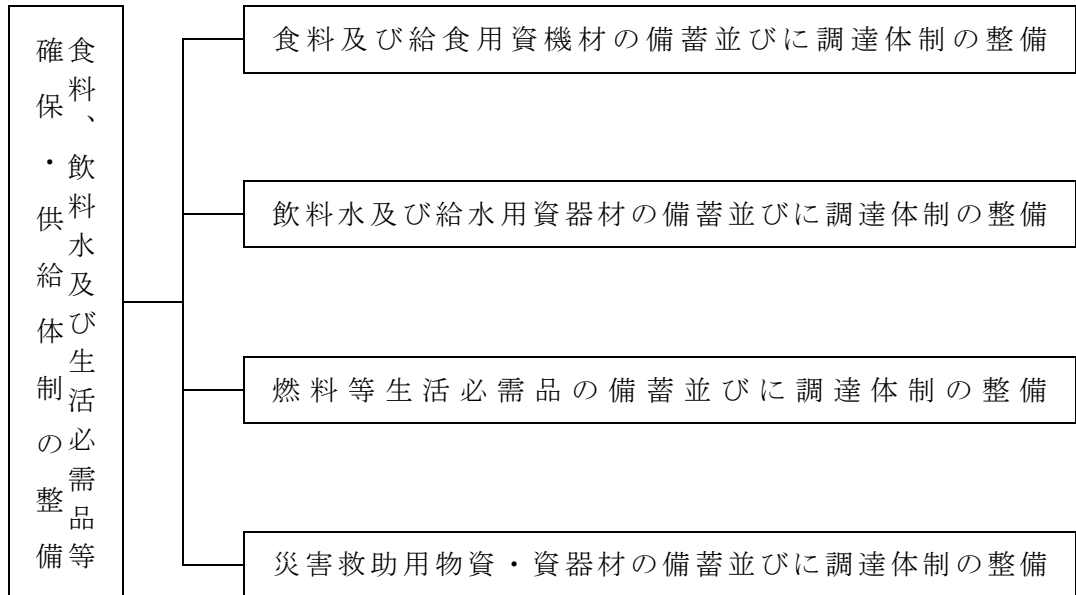 食料、飲料水及び生活必需品等
確保・供給体制の整備
食料及び給食用資機材の備蓄並びに調達体制の整備
飲料水及び給水用資器材の備蓄並びに調達体制の整備
燃料等生活必需品の備蓄並びに調達体制の整備
災害救助用物資・資器材の備蓄並びに調達体制の整備